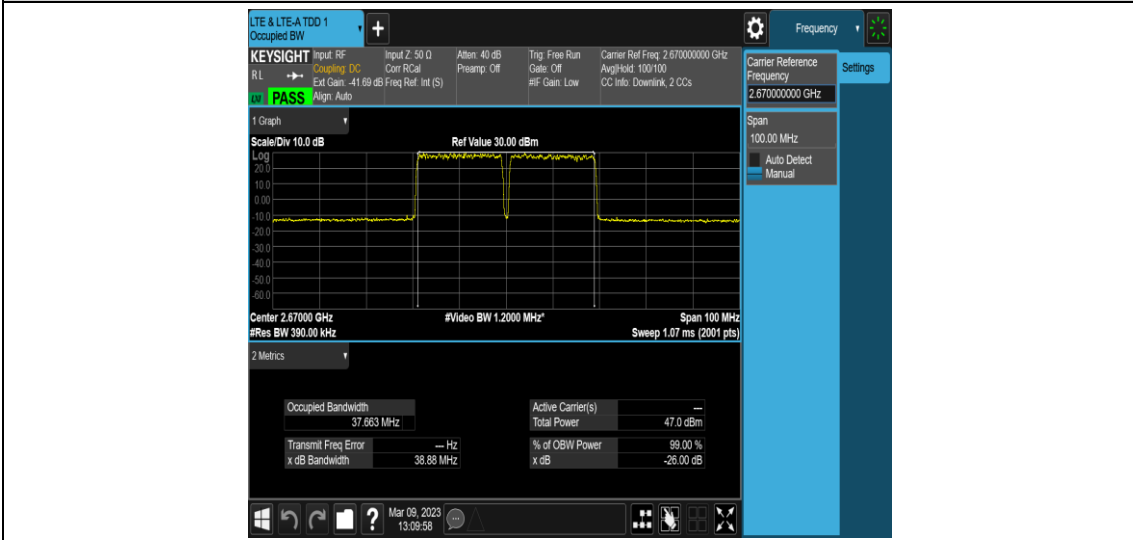 LTE & LTE-A TDD 1
Occupied BW
+
Frequency
KEYSIGHT
R L
PASS
Input: RF
Coupling: DC
Ext Gain: -41.69 dB
Align: Auto
Input Z: 50 Ω
Corr RCal
Freq Ref: Int (S)
Atten: 40 dB
Preamp: Off
Trig: Free Run
Gate: Off
#IF Gain: Low
Carrier Ref Freq: 2.670000000 GHz
Avg|Hold: 100/100
CC Info: Downlink, 2 CCs
Carrier Reference
Frequency
2.670000000 GHz
Settings
Span
100.00 MHz
Auto Detect
Manual
1 Graph
Scale/Div 10.0 dB
Ref Value 30.00 dBm
Log
20.0
10.0
0.00
-10.0
-20.0
-30.0
-40.0
-50.0
-60.0
Center 2.67000 GHz
#Video BW 1.2000 MHz*
Span 100 MHz
#Res BW 390.00 kHz
Sweep 1.07 ms (2001 pts)
2 Metrics
Occupied Bandwidth
37.663 MHz
Transmit Freq Error --- Hz
x dB Bandwidth 38.88 MHz
Active Carrier(s) ---
Total Power 47.0 dBm
% of OBW Power 99.00 %
x dB -26.00 dB
?
Mar 09, 2023
13:09:58